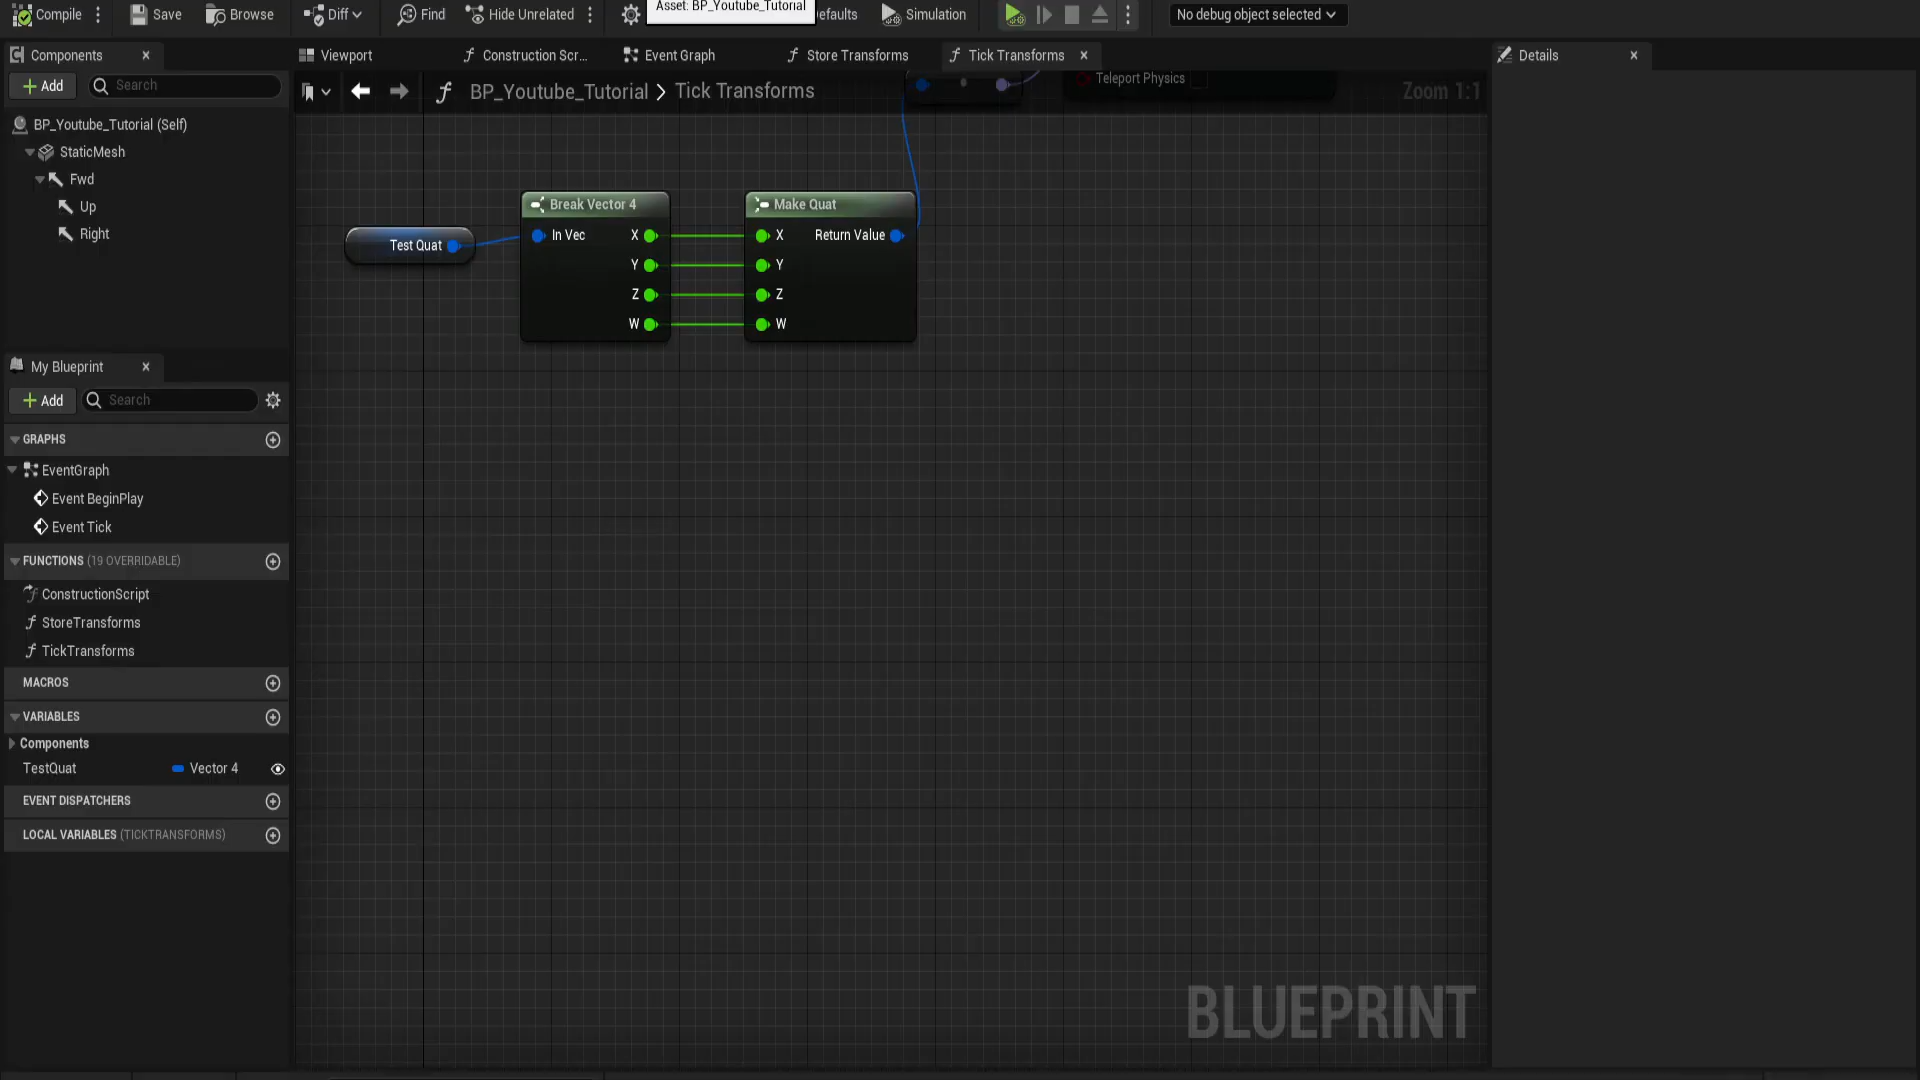 Compile
Save
Browse
Diff
Find
Hide Unrelated
Asset: BP_Youtube_Tutorial
efaults
Simulation
No debug object selected
Components
Viewport
Construction Scr...
Event Graph
Store Transforms
Tick Transforms
Details
Add
Search
BP_Youtube_Tutorial > Tick Transforms
Teleport Physics
Zoom 1:1
BP_Youtube_Tutorial (Self)
StaticMesh
Fwd
Up
Right
Test Quat
Break Vector 4
In Vec
X
Y
Z
W
Make Quat
X
Return Value
Y
Z
W
My Blueprint
Add
Search
GRAPHS
EventGraph
Event BeginPlay
Event Tick
FUNCTIONS (19 OVERRIDABLE)
ConstructionScript
StoreTransforms
TickTransforms
MACROS
VARIABLES
Components
TestQuat Vector 4
EVENT DISPATCHERS
LOCAL VARIABLES (TICKTRANSFORMS)
BLUEPRINT